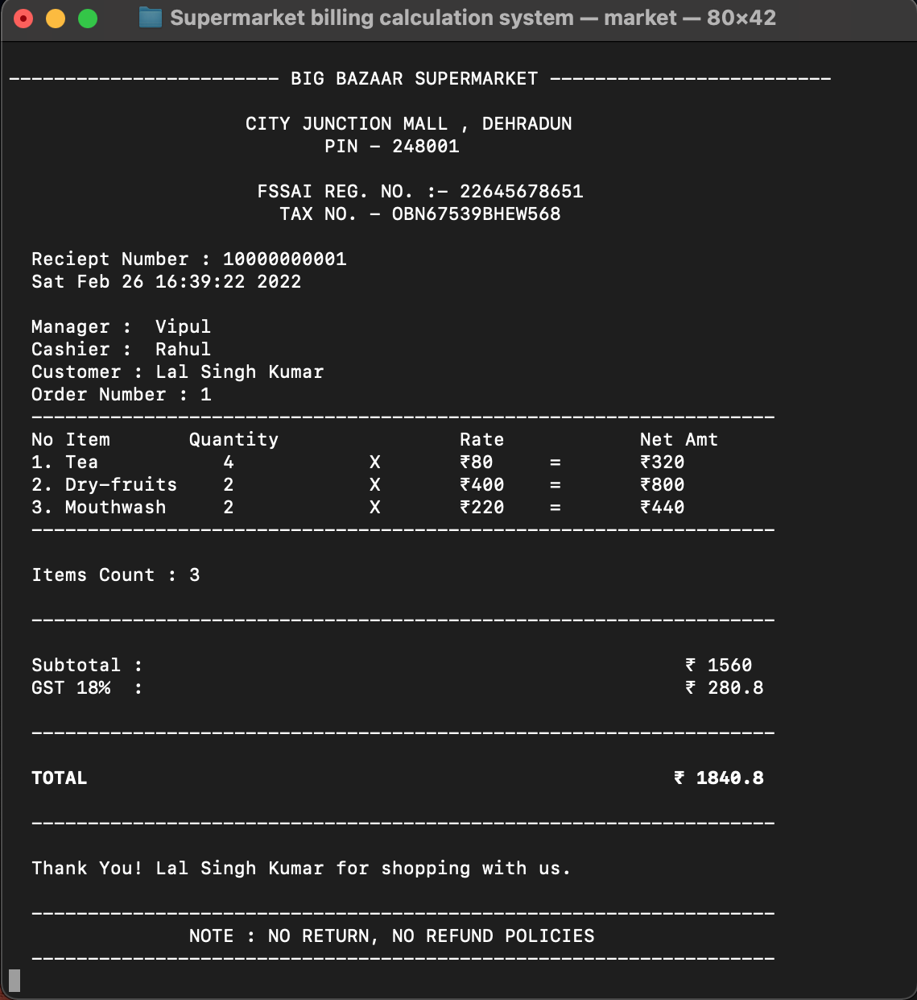 Supermarket billing calculation system — market — 80×42
------------------------ BIG BAZAAR SUPERMARKET -------------------------
CITY JUNCTION MALL , DEHRADUN
PIN - 248001
FSSAI REG. NO. :- 22645678651
TAX NO. - OBN67539BHEW568
Reciept Number : 10000000001
Sat Feb 26 16:39:22 2022
Manager :  Vipul
Cashier :  Rahul
Customer : Lal Singh Kumar
Order Number : 1
------------------------------------------------------------------
No Item       Quantity                Rate            Net Amt
1. Tea           4            X       ₹80     =       ₹320
2. Dry-fruits    2            X       ₹400    =       ₹800
3. Mouthwash     2            X       ₹220    =       ₹440
------------------------------------------------------------------
Items Count : 3
------------------------------------------------------------------
Subtotal :                                                ₹ 1560
GST 18%  :                                                ₹ 280.8
------------------------------------------------------------------
TOTAL                                                    ₹ 1840.8
------------------------------------------------------------------
Thank You! Lal Singh Kumar for shopping with us.
------------------------------------------------------------------
NOTE : NO RETURN, NO REFUND POLICIES
------------------------------------------------------------------